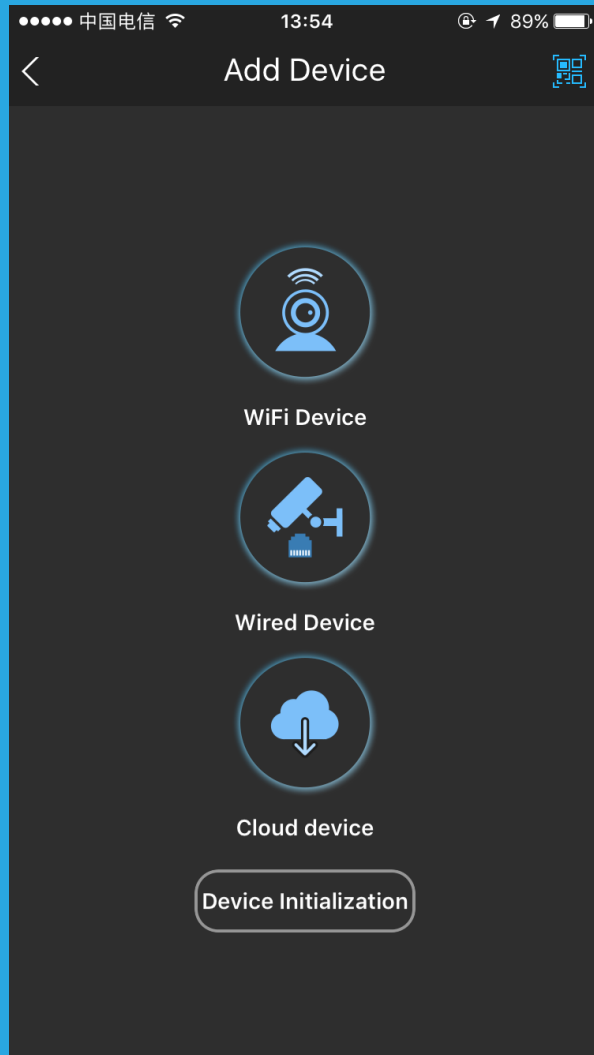 中国电信 13:54 89%
Add Device
WiFi Device
Wired Device
Cloud device
Device Initialization